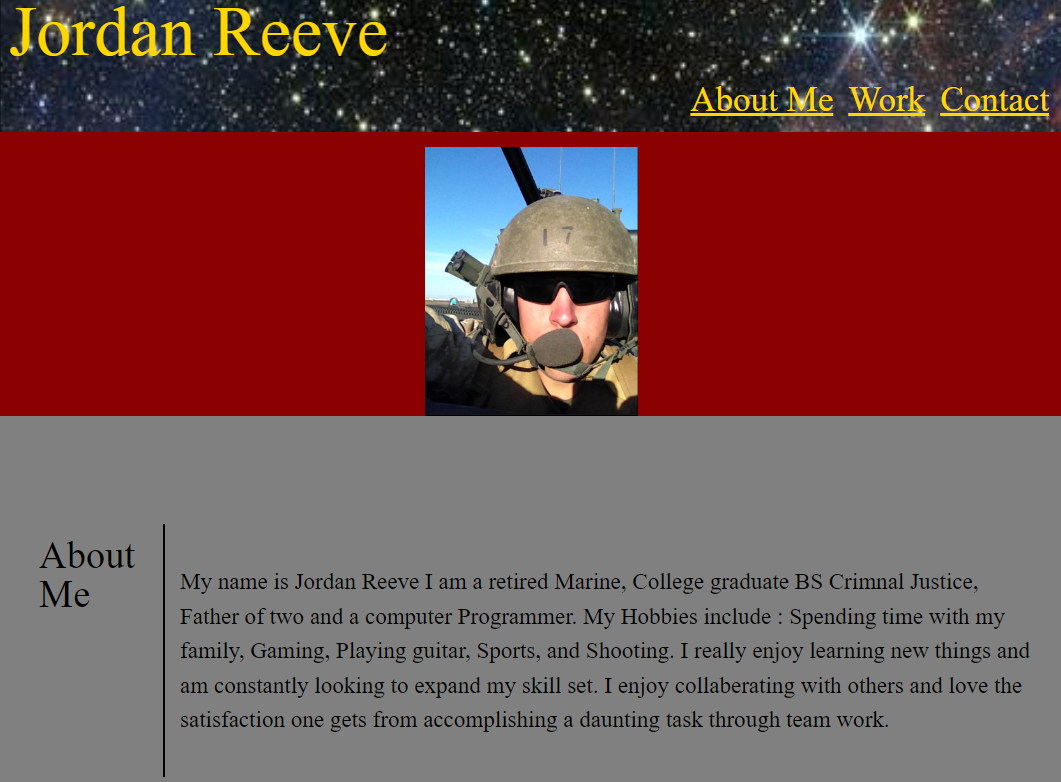 Jordan Reeve
About Me Work Contact
17
About
Me
My name is Jordan Reeve I am a retired Marine, College graduate BS Crimnal Justice,
Father of two and a computer Programmer. My Hobbies include : Spending time with my
family, Gaming, Playing guitar, Sports, and Shooting. I really enjoy learning new things and
am constantly looking to expand my skill set. I enjoy collaberating with others and love the
satisfaction one gets from accomplishing a daunting task through team work.